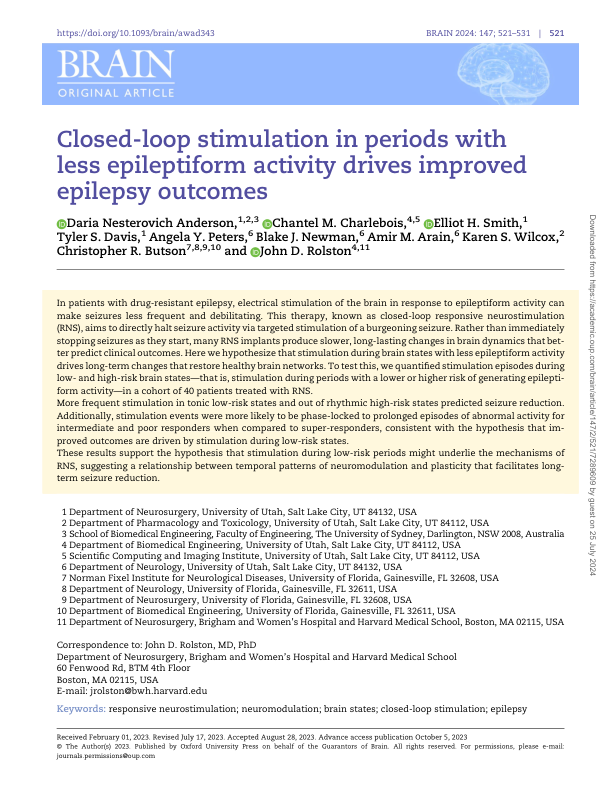 https://doi.org/10.1093/brain/awad343
BRAIN 2024: 147; 521–531 | 521
BRAIN
ORIGINAL ARTICLE
Closed-loop stimulation in periods with
less epileptiform activity drives improved
epilepsy outcomes
Daria Nesterovich Anderson,1,2,3 Chantel M. Charlebois,4,5 Elliot H. Smith,1
Tyler S. Davis,1 Angela Y. Peters,6 Blake J. Newman,6 Amir M. Arain,6 Karen S. Wilcox,2
Christopher R. Butson7,8,9,10 and John D. Rolston4,11
In patients with drug-resistant epilepsy, electrical stimulation of the brain in response to epileptiform activity can
make seizures less frequent and debilitating. This therapy, known as closed-loop responsive neurostimulation
(RNS), aims to directly halt seizure activity via targeted stimulation of a burgeoning seizure. Rather than immediately
stopping seizures as they start, many RNS implants produce slower, long-lasting changes in brain dynamics that bet-
ter predict clinical outcomes. Here we hypothesize that stimulation during brain states with less epileptiform activity
drives long-term changes that restore healthy brain networks. To test this, we quantified stimulation episodes during
low- and high-risk brain states—that is, stimulation during periods with a lower or higher risk of generating epilepti-
form activity—in a cohort of 40 patients treated with RNS.
More frequent stimulation in tonic low-risk states and out of rhythmic high-risk states predicted seizure reduction.
Additionally, stimulation events were more likely to be phase-locked to prolonged episodes of abnormal activity for
intermediate and poor responders when compared to super-responders, consistent with the hypothesis that im-
proved outcomes are driven by stimulation during low-risk states.
These results support the hypothesis that stimulation during low-risk periods might underlie the mechanisms of
RNS, suggesting a relationship between temporal patterns of neuromodulation and plasticity that facilitates long-
term seizure reduction.
1 Department of Neurosurgery, University of Utah, Salt Lake City, UT 84132, USA
2 Department of Pharmacology and Toxicology, University of Utah, Salt Lake City, UT 84112, USA
3 School of Biomedical Engineering, Faculty of Engineering, The University of Sydney, Darlington, NSW 2008, Australia
4 Department of Biomedical Engineering, University of Utah, Salt Lake City, UT 84112, USA
5 Scientific Computing and Imaging Institute, University of Utah, Salt Lake City, UT 84112, USA
6 Department of Neurology, University of Utah, Salt Lake City, UT 84132, USA
7 Norman Fixel Institute for Neurological Diseases, University of Florida, Gainesville, FL 32608, USA
8 Department of Neurology, University of Florida, Gainesville, FL 32611, USA
9 Department of Neurosurgery, University of Florida, Gainesville, FL 32608, USA
10 Department of Biomedical Engineering, University of Florida, Gainesville, FL 32611, USA
11 Department of Neurosurgery, Brigham and Women's Hospital and Harvard Medical School, Boston, MA 02115, USA
Correspondence to: John D. Rolston, MD, PhD
Department of Neurosurgery, Brigham and Women's Hospital and Harvard Medical School
60 Fenwood Rd, BTM 4th Floor
Boston, MA 02115, USA
E-mail: jrolston@bwh.harvard.edu
Keywords: responsive neurostimulation; neuromodulation; brain states; closed-loop stimulation; epilepsy
Received February 01, 2023. Revised July 17, 2023. Accepted August 28, 2023. Advance access publication October 5, 2023
© The Author(s) 2023. Published by Oxford University Press on behalf of the Guarantors of Brain. All rights reserved. For permissions, please e-mail:
journals.permissions@oup.com
Downloaded from https://academic.oup.com/brain/article/147/2/521/7289609 by guest on 25 July 2024